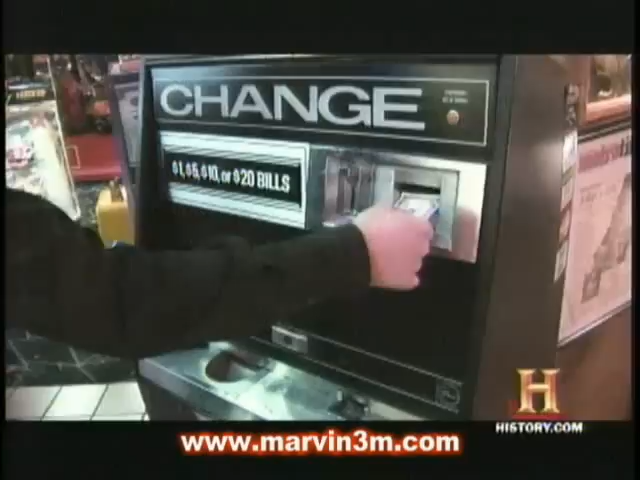 CHANGE
$1, $5, $10, or $20 BILLS
H
HISTORY.COM
www.marvin3m.com